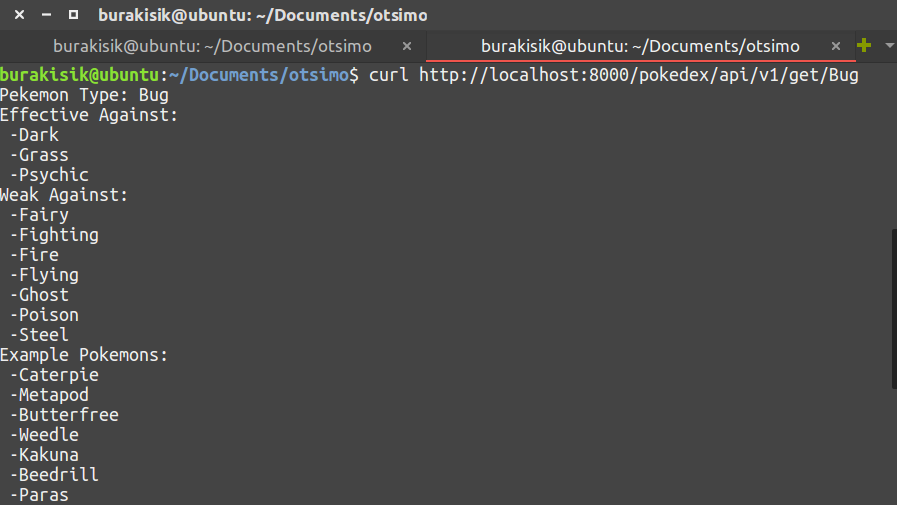 burakisik@ubuntu: ~/Documents/otsimo
burakisik@ubuntu: ~/Documents/otsimo
burakisik@ubuntu: ~/Documents/otsimo
burakisik@ubuntu:~/Documents/otsimo$ curl http://localhost:8000/pokedex/api/v1/get/Bug
Pekemon Type: Bug
Effective Against:
 -Dark
 -Grass
 -Psychic
Weak Against:
 -Fairy
 -Fighting
 -Fire
 -Flying
 -Ghost
 -Poison
 -Steel
Example Pokemons:
 -Caterpie
 -Metapod
 -Butterfree
 -Weedle
 -Kakuna
 -Beedrill
 -Paras